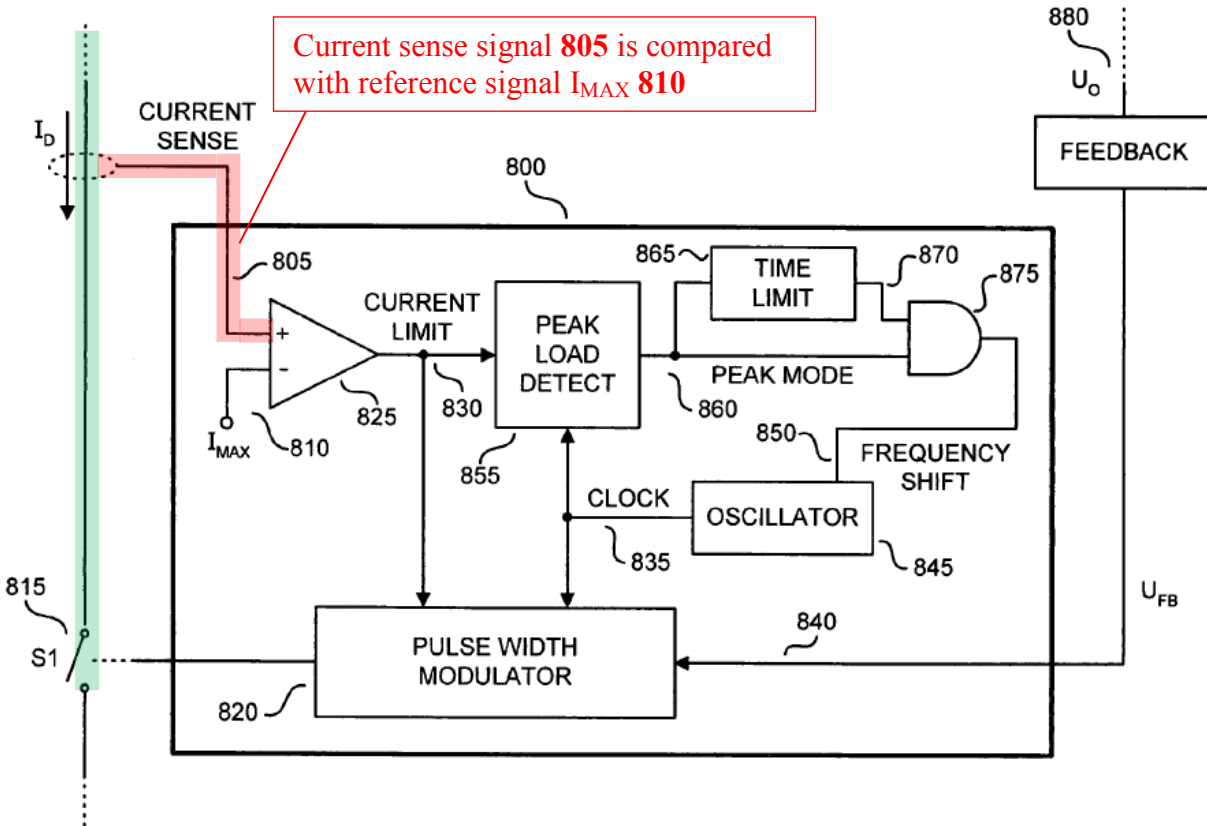 Current sense signal 805 is compared
with reference signal IMAX 810
880
UO
FEEDBACK
CURRENT
SENSE
ID
800
805
865
TIME
LIMIT
870
875
CURRENT
LIMIT
PEAK
LOAD
DETECT
+
-
825
830
PEAK MODE
860
IMAX
810
855
850
FREQUENCY
SHIFT
CLOCK
OSCILLATOR
835
845
815
S1
UFB
840
PULSE WIDTH
MODULATOR
820